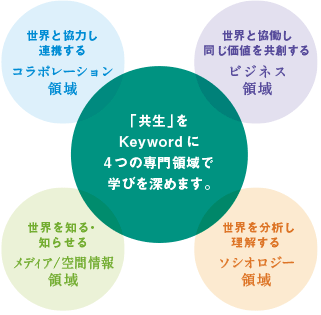 世界と協力し
連携する
コラボレーション
領域
世界と協働し
同じ価値を共創する
ビジネス
領域
「共生」を
Keywordに
4つの専門領域で
学びを深めます。
世界を知る・
知らせる
メディア/空間情報
領域
世界を分析し
理解する
ソシオロジー
領域